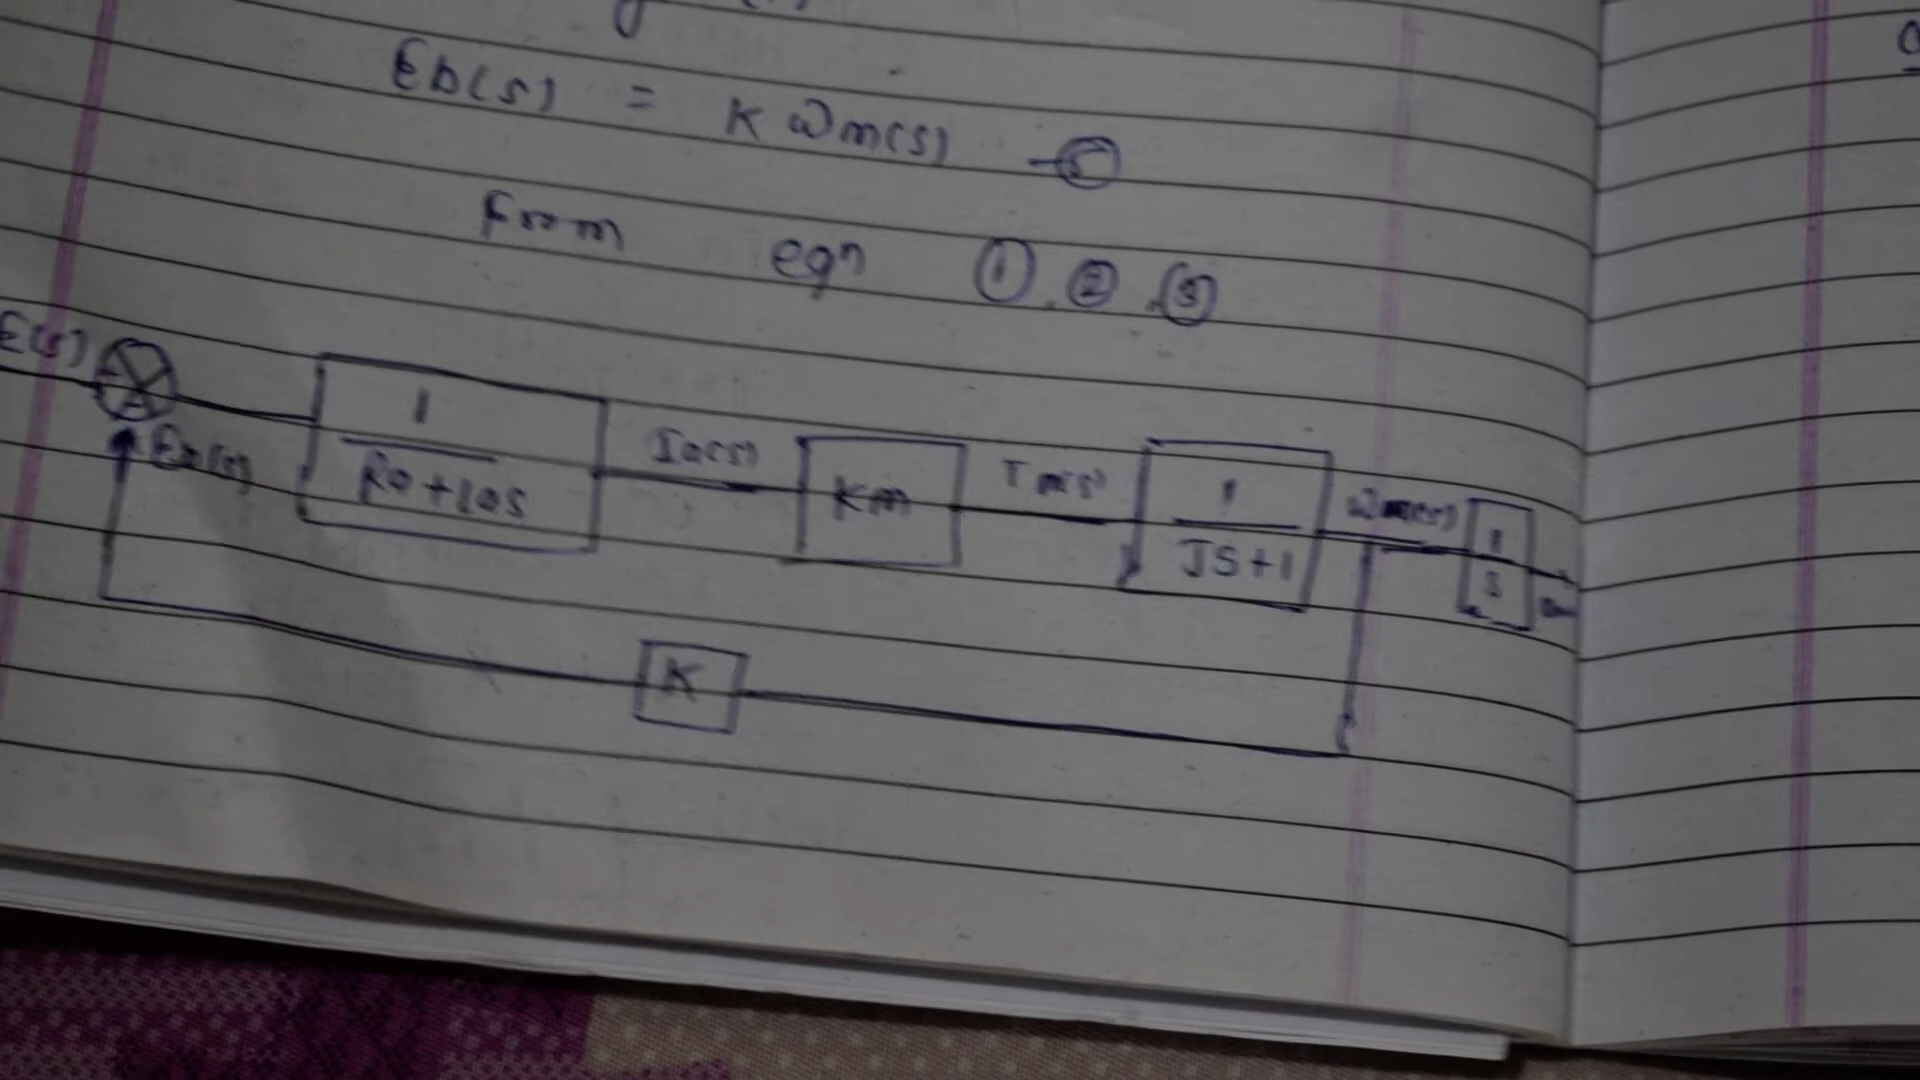 Eb(s) = K ωm(s) —⑤
From eqn ① , ② , ③
E(s)
Eb(s)
1
Ra+Las
Ia(s)
Km
Tm(s)
1
JS+1
ωm(s)
1
s
K